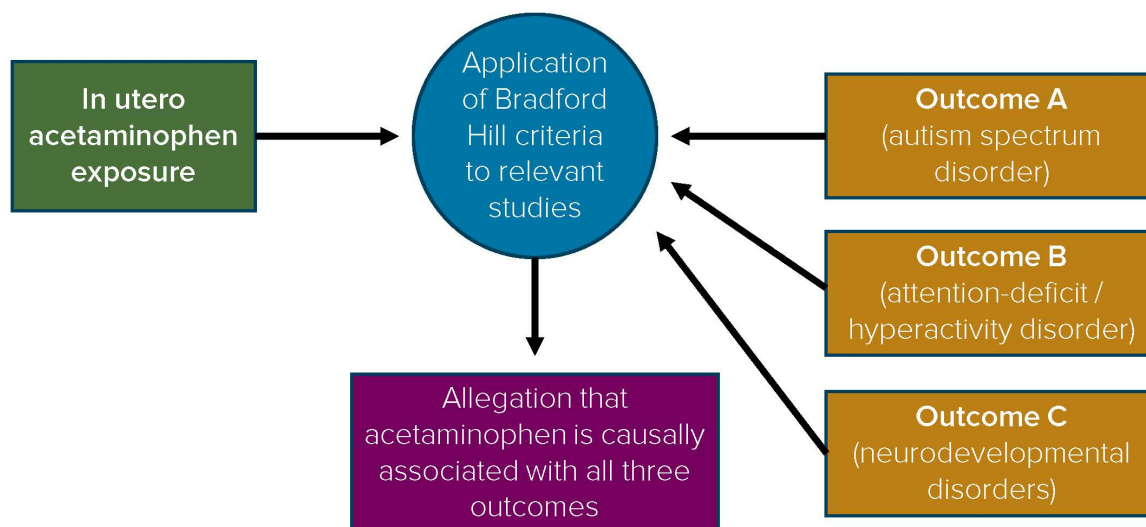 In utero
acetaminophen
exposure
Application
of Bradford
Hill criteria
to relevant
studies
Outcome A
(autism spectrum
disorder)
Outcome B
(attention-deficit /
hyperactivity disorder)
Outcome C
(neurodevelopmental
disorders)
Allegation that
acetaminophen is causally
associated with all three
outcomes